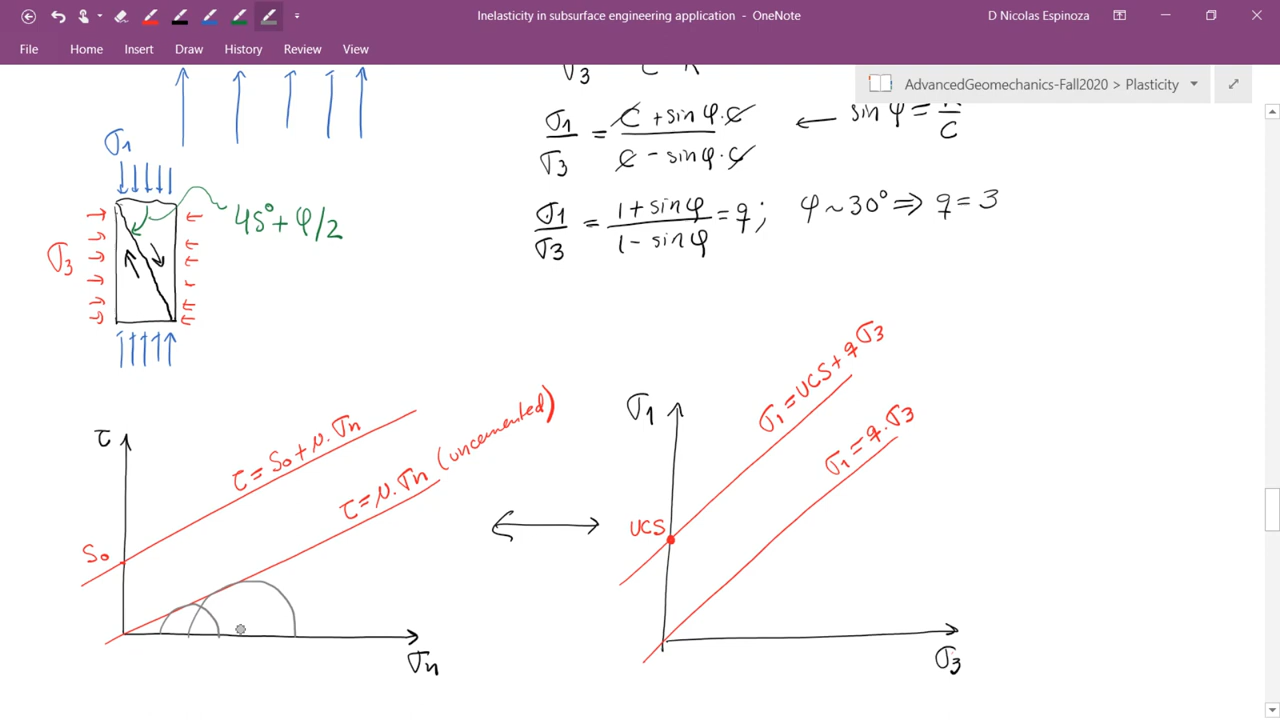 Inelasticity in subsurface engineering application - OneNote
D Nicolas Espinoza
File Home Insert Draw History Review View
AdvancedGeomechanics-Fall2020 > Plasticity
σ3
σ1/σ3 = (C + sin φ · C)/(C − sin φ · C) ← sin φ = R/C
σ1/σ3 = (1 + sin φ)/(1 − sin φ) = q; φ ~ 30° ⇒ q = 3
σ1
45° + φ/2
σ3
τ
τ = S0 + μ · σn
τ = μ · σn (uncemented)
S0
σn
σ1
σ1 = UCS + q σ3
σ1 = q · σ3
UCS
σ3